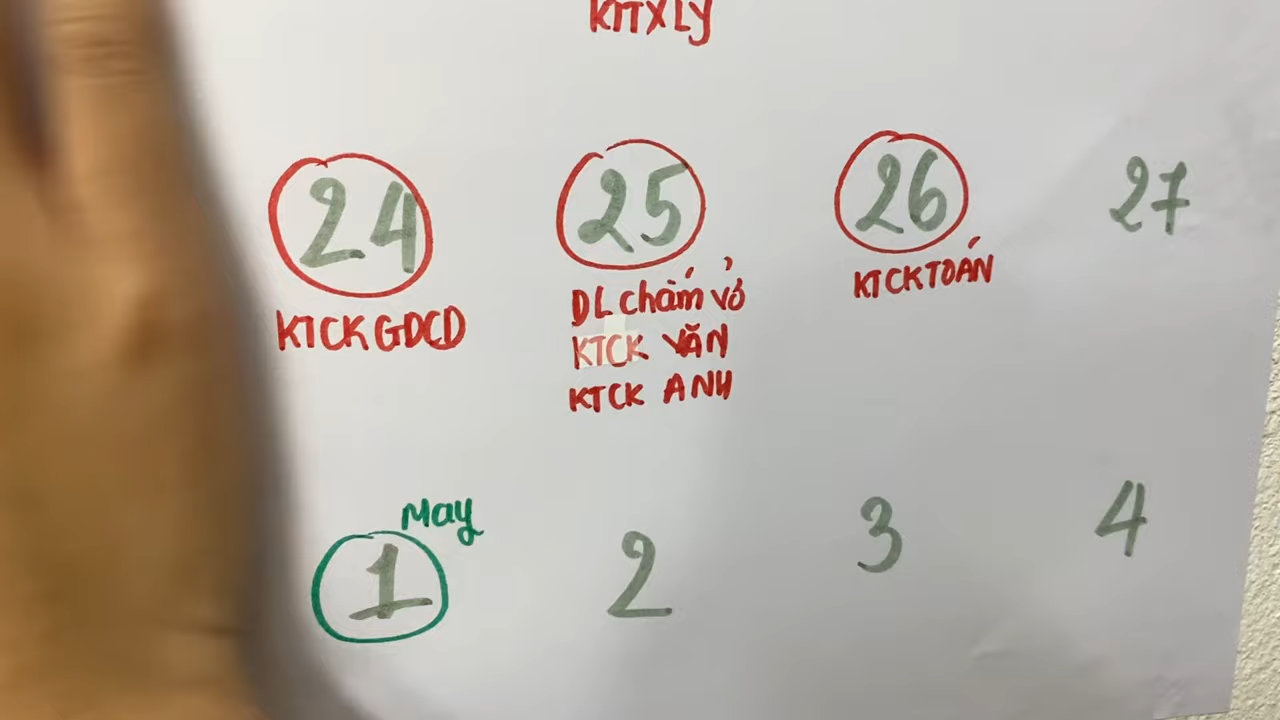 KTTX LÝ
24 25 26 27
KTCK GDCD
DL chấm vở
KTCK VĂN
KTCK ANH
KTCK TOÁN
May
1 2 3 4